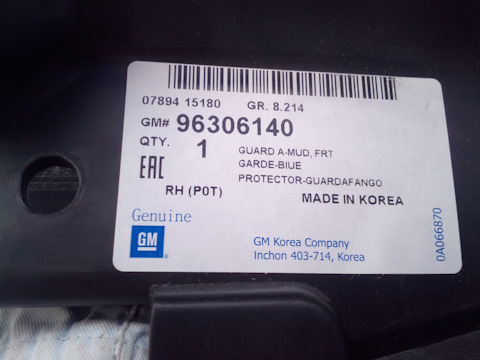 07894 15180 GR. 8.214
GM# 96306140
QTY. 1
GUARD A-MUD, FRT
GARDE-BIUE
PROTECTOR-GUARDAFANGO
EAC
RH (P0T)
MADE IN KOREA
Genuine
GM
GM Korea Company
Inchon 403-714, Korea
0A066870